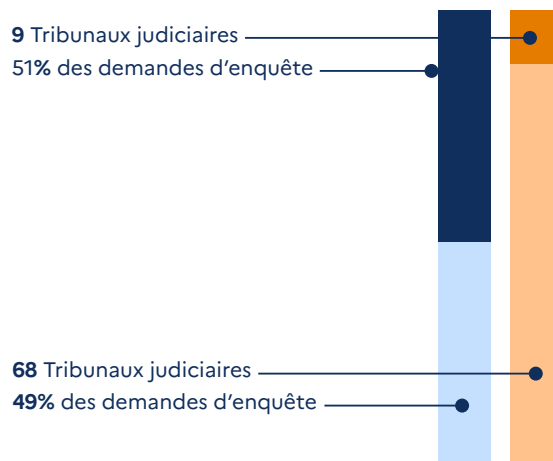 9 Tribunaux judiciaires
51% des demandes d'enquête
68 Tribunaux judiciaires
49% des demandes d'enquête